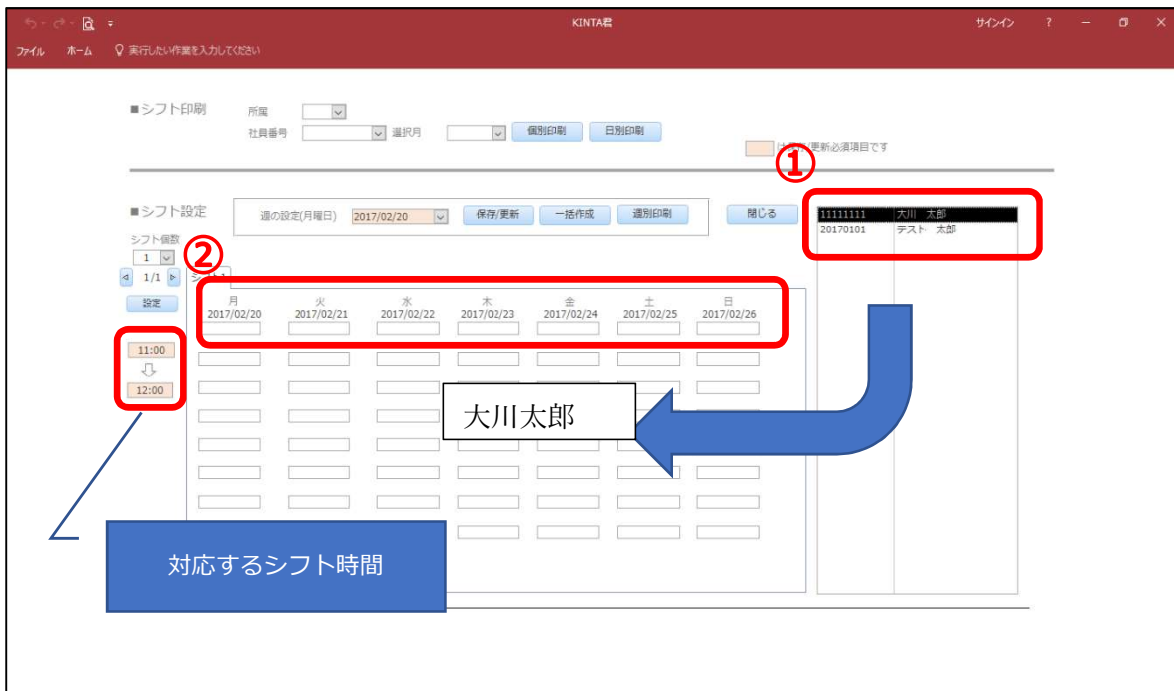 KINTA君
サインイン ?
ファイル ホーム 実行したい作業を入力してください
■シフト印刷 所属
社員番号 選択月 個別印刷 日別印刷
更新必須項目です
①
■シフト設定 週の設定(月曜日) 2017/02/20 保存/更新 一括作成 週別印刷 閉じる
11111111 大川 太郎
20170101 テスト 太郎
シフト個数
1
②
1/1
設定
月 火 水 木 金 土 日
2017/02/20 2017/02/21 2017/02/22 2017/02/23 2017/02/24 2017/02/25 2017/02/26
11:00
12:00
大川太郎
対応するシフト時間